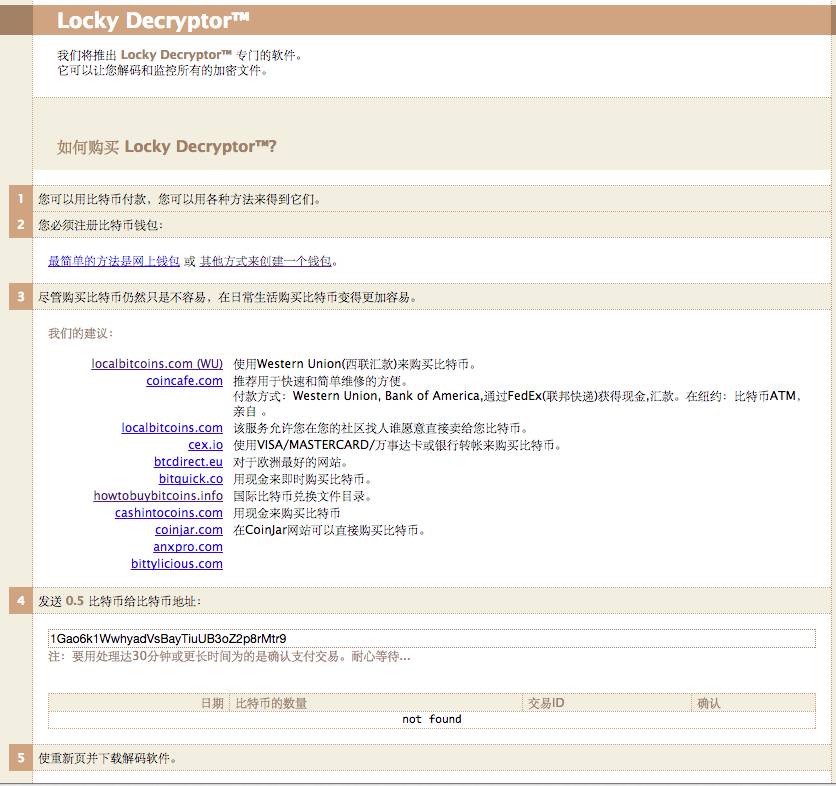 Locky Decryptor™
我们将推出 Locky Decryptor™ 专门的软件。
它可以让您解码和监控所有的加密文件。
如何购买 Locky Decryptor™?
1 您可以用比特币付款，您可以用各种方法来得到它们。
2 您必须注册比特币钱包：
最简单的方法是网上钱包 或 其他方式来创建一个钱包。
3 尽管购买比特币仍然只是不容易，在日常生活购买比特币变得更加容易。
我们的建议：
localbitcoins.com (WU) 使用Western Union(西联汇款)来购买比特币。
coincafe.com 推荐用于快速和简单维修的方便。
付款方式：Western Union, Bank of America,通过FedEx(联邦快递)获得现金,汇款。在纽约：比特币ATM，
亲自 。
localbitcoins.com 该服务允许您在您的社区找人谁愿意直接卖给您比特币。
cex.io 使用VISA/MASTERCARD/万事达卡或银行转帐来购买比特币。
btcdirect.eu 对于欧洲最好的网站。
bitquick.co 用现金来即时购买比特币。
howtobuybitcoins.info 国际比特币兑换文件目录。
cashintocoins.com 用现金来购买比特币
coinjar.com 在CoinJar网站可以直接购买比特币。
anxpro.com
bittylicious.com
4 发送 0.5 比特币给比特币地址：
1Gao6k1WwhyadVsBayTiuUB3oZ2p8rMtr9
注：要用处理达30分钟或更长时间为的是确认支付交易。耐心等待...
日期 比特币的数量 交易ID 确认
not found
5 使重新页并下载解码软件。